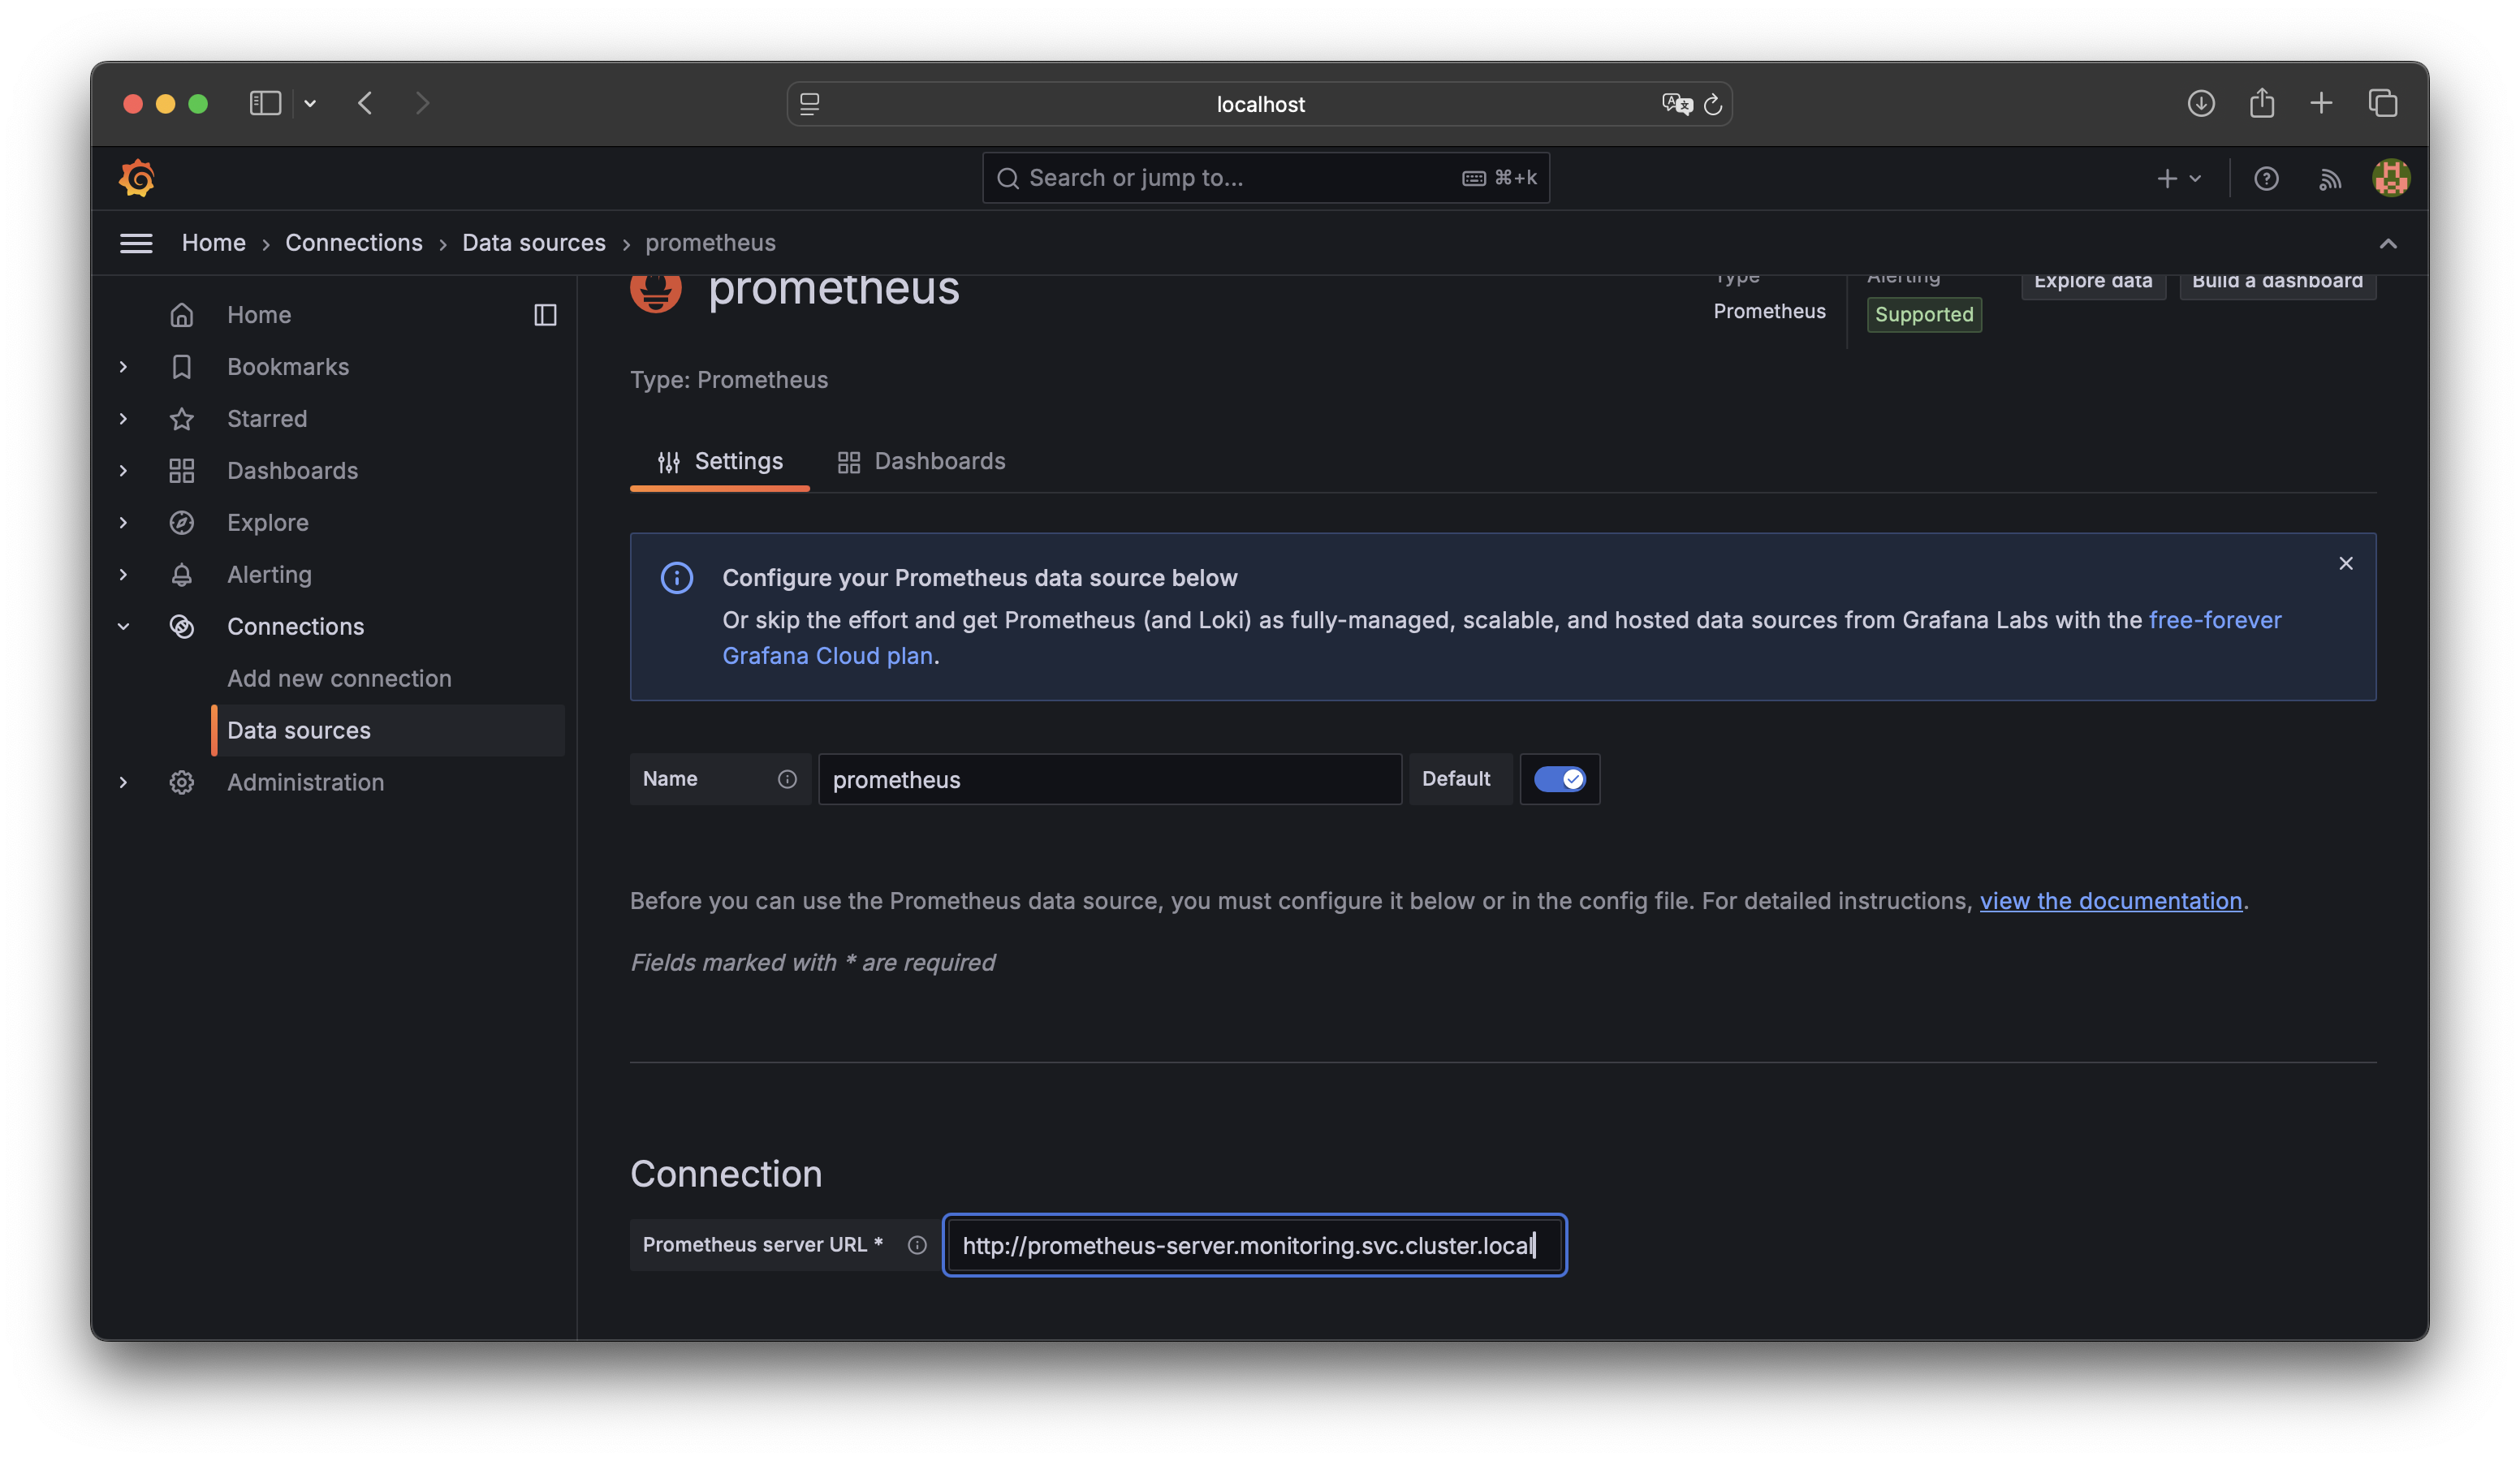 localhost
Search or jump to...
⌘+k
Home › Connections › Data sources › prometheus
Home
Bookmarks
Starred
Dashboards
Explore
Alerting
Connections
Add new connection
Data sources
Administration
prometheus
Type
Prometheus
Alerting
Supported
Explore data
Build a dashboard
Type: Prometheus
Settings
Dashboards
Configure your Prometheus data source below
Or skip the effort and get Prometheus (and Loki) as fully-managed, scalable, and hosted data sources from Grafana Labs with the free-forever
Grafana Cloud plan.
Name
prometheus
Default
Before you can use the Prometheus data source, you must configure it below or in the config file. For detailed instructions, view the documentation.
Fields marked with * are required
Connection
Prometheus server URL *
http://prometheus-server.monitoring.svc.cluster.local